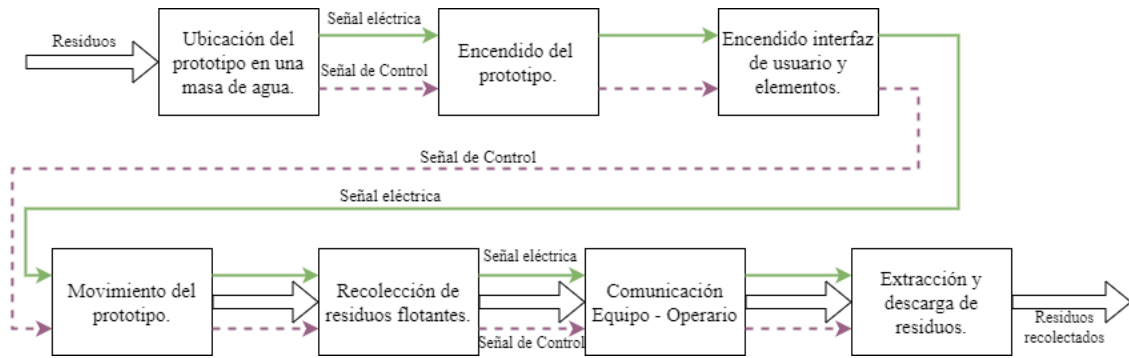 Residuos
Ubicación del
prototipo en una
masa de agua.
Señal eléctrica
Señal de Control
Encendido del
prototipo.
Encendido interfaz
de usuario y
elementos.
Señal de Control
Señal eléctrica
Movimiento del
prototipo.
Recolección de
residuos flotantes.
Señal eléctrica
Señal de Control
Comunicación
Equipo - Operario
Extracción y
descarga de
residuos.
Residuos
recolectados